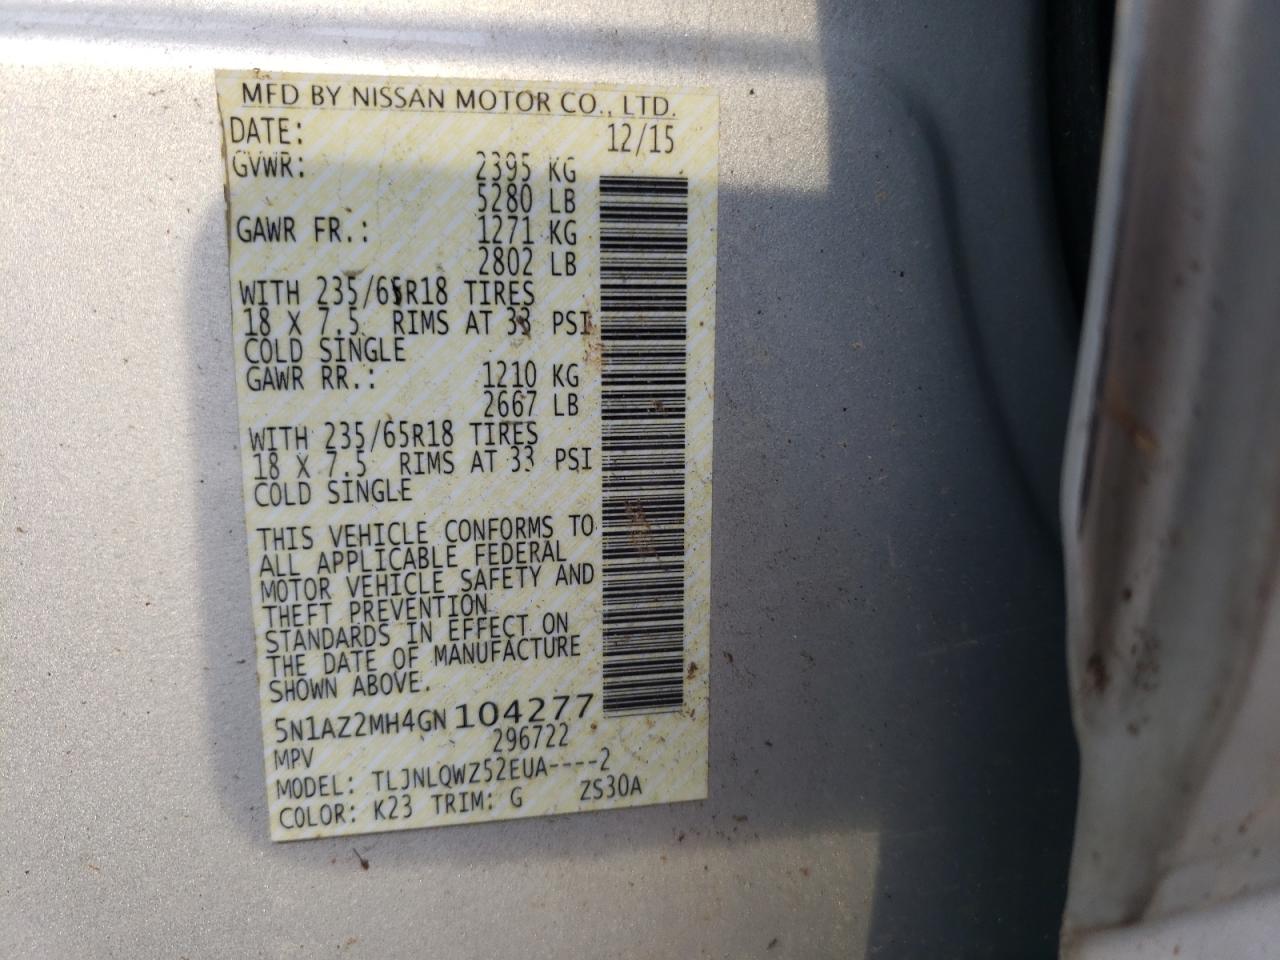 MFD BY NISSAN MOTOR CO., LTD.
DATE: 12/15
GVWR: 2395 KG
5280 LB
GAWR FR.: 1271 KG
2802 LB
WITH 235/65R18 TIRES
18 X 7.5 RIMS AT 33 PSI
COLD SINGLE
GAWR RR.: 1210 KG
2667 LB
WITH 235/65R18 TIRES
18 X 7.5 RIMS AT 33 PSI
COLD SINGLE
THIS VEHICLE CONFORMS TO
ALL APPLICABLE FEDERAL
MOTOR VEHICLE SAFETY AND
THEFT PREVENTION
STANDARDS IN EFFECT ON
THE DATE OF MANUFACTURE
SHOWN ABOVE.
5N1AZ2MH4GN104277
MPV 296722
MODEL: TLJNLQWZ52EUA----2
COLOR: K23 TRIM: G ZS30A